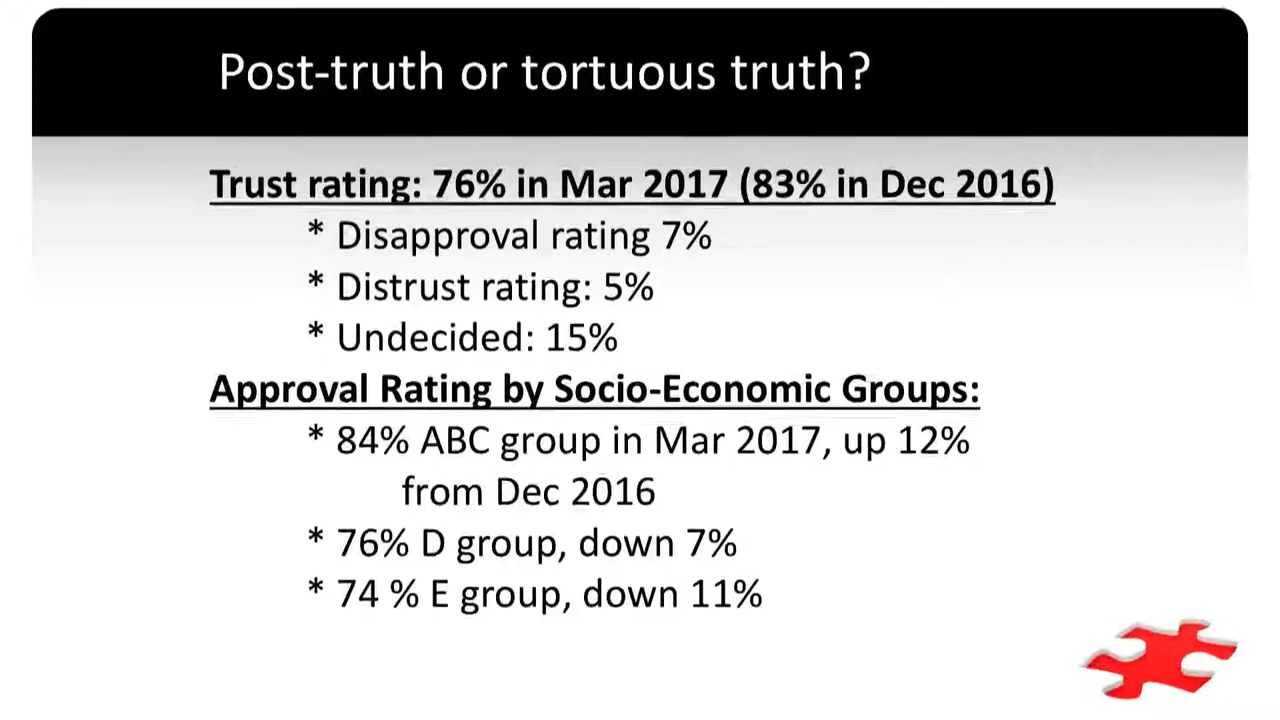 Post-truth or tortuous truth?
Trust rating: 76% in Mar 2017 (83% in Dec 2016)
* Disapproval rating 7%
* Distrust rating: 5%
* Undecided: 15%
Approval Rating by Socio-Economic Groups:
* 84% ABC group in Mar 2017, up 12%
from Dec 2016
* 76% D group, down 7%
* 74 % E group, down 11%